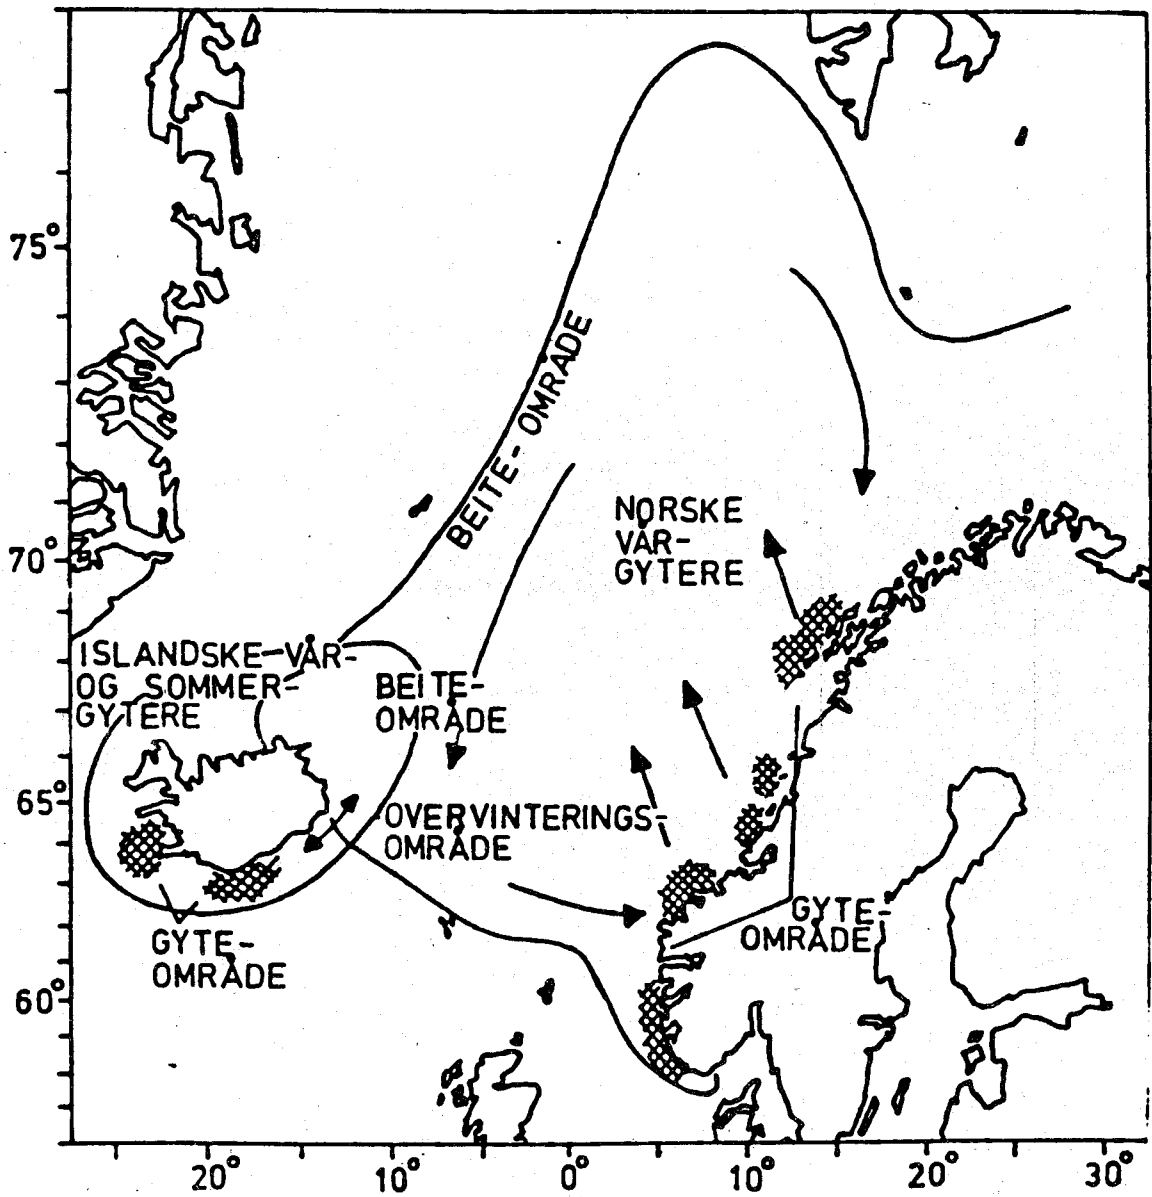 75°
70°
65°
60°
BEITE- OMRÅDE
NORSKE
VÅR-
GYTERE
ISLANDSKE VÅR-
OG SOMMER-
GYTERE
BEITE-
OMRÅDE
OVERVINTERINGS-
OMRÅDE
GYTE-
OMRÅDE
GYTE-
OMRÅDE
20°
10°
0°
10°
20°
30°